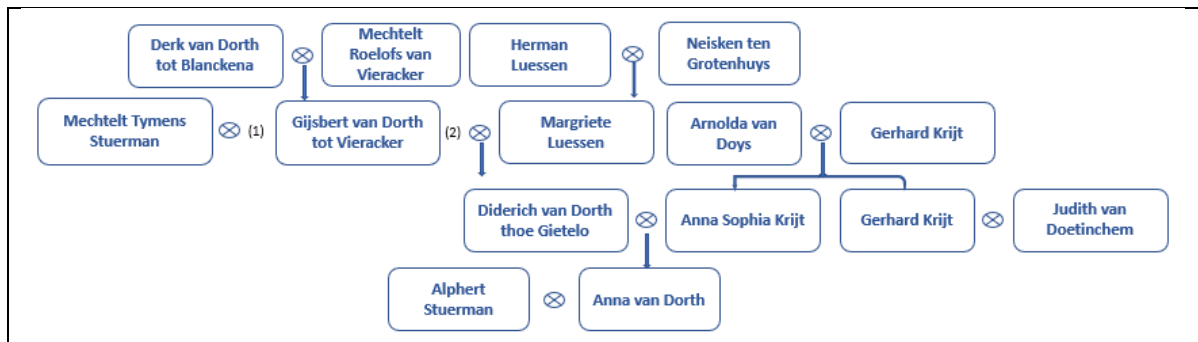 Derk van Dorth
tot Blanckena
Mechtelt
Roelofs van
Vieracker
Herman
Luessen
Neisken ten
Grotenhuys
Mechtelt Tymens
Stuerman
(1)
Gijsbert van Dorth
tot Vieracker
(2)
Margriete
Luessen
Arnolda van
Doys
Gerhard Krijt
Diderich van Dorth
thoe Gietelo
Anna Sophia Krijt
Gerhard Krijt
Judith van
Doetinchem
Alphert
Stuerman
Anna van Dorth